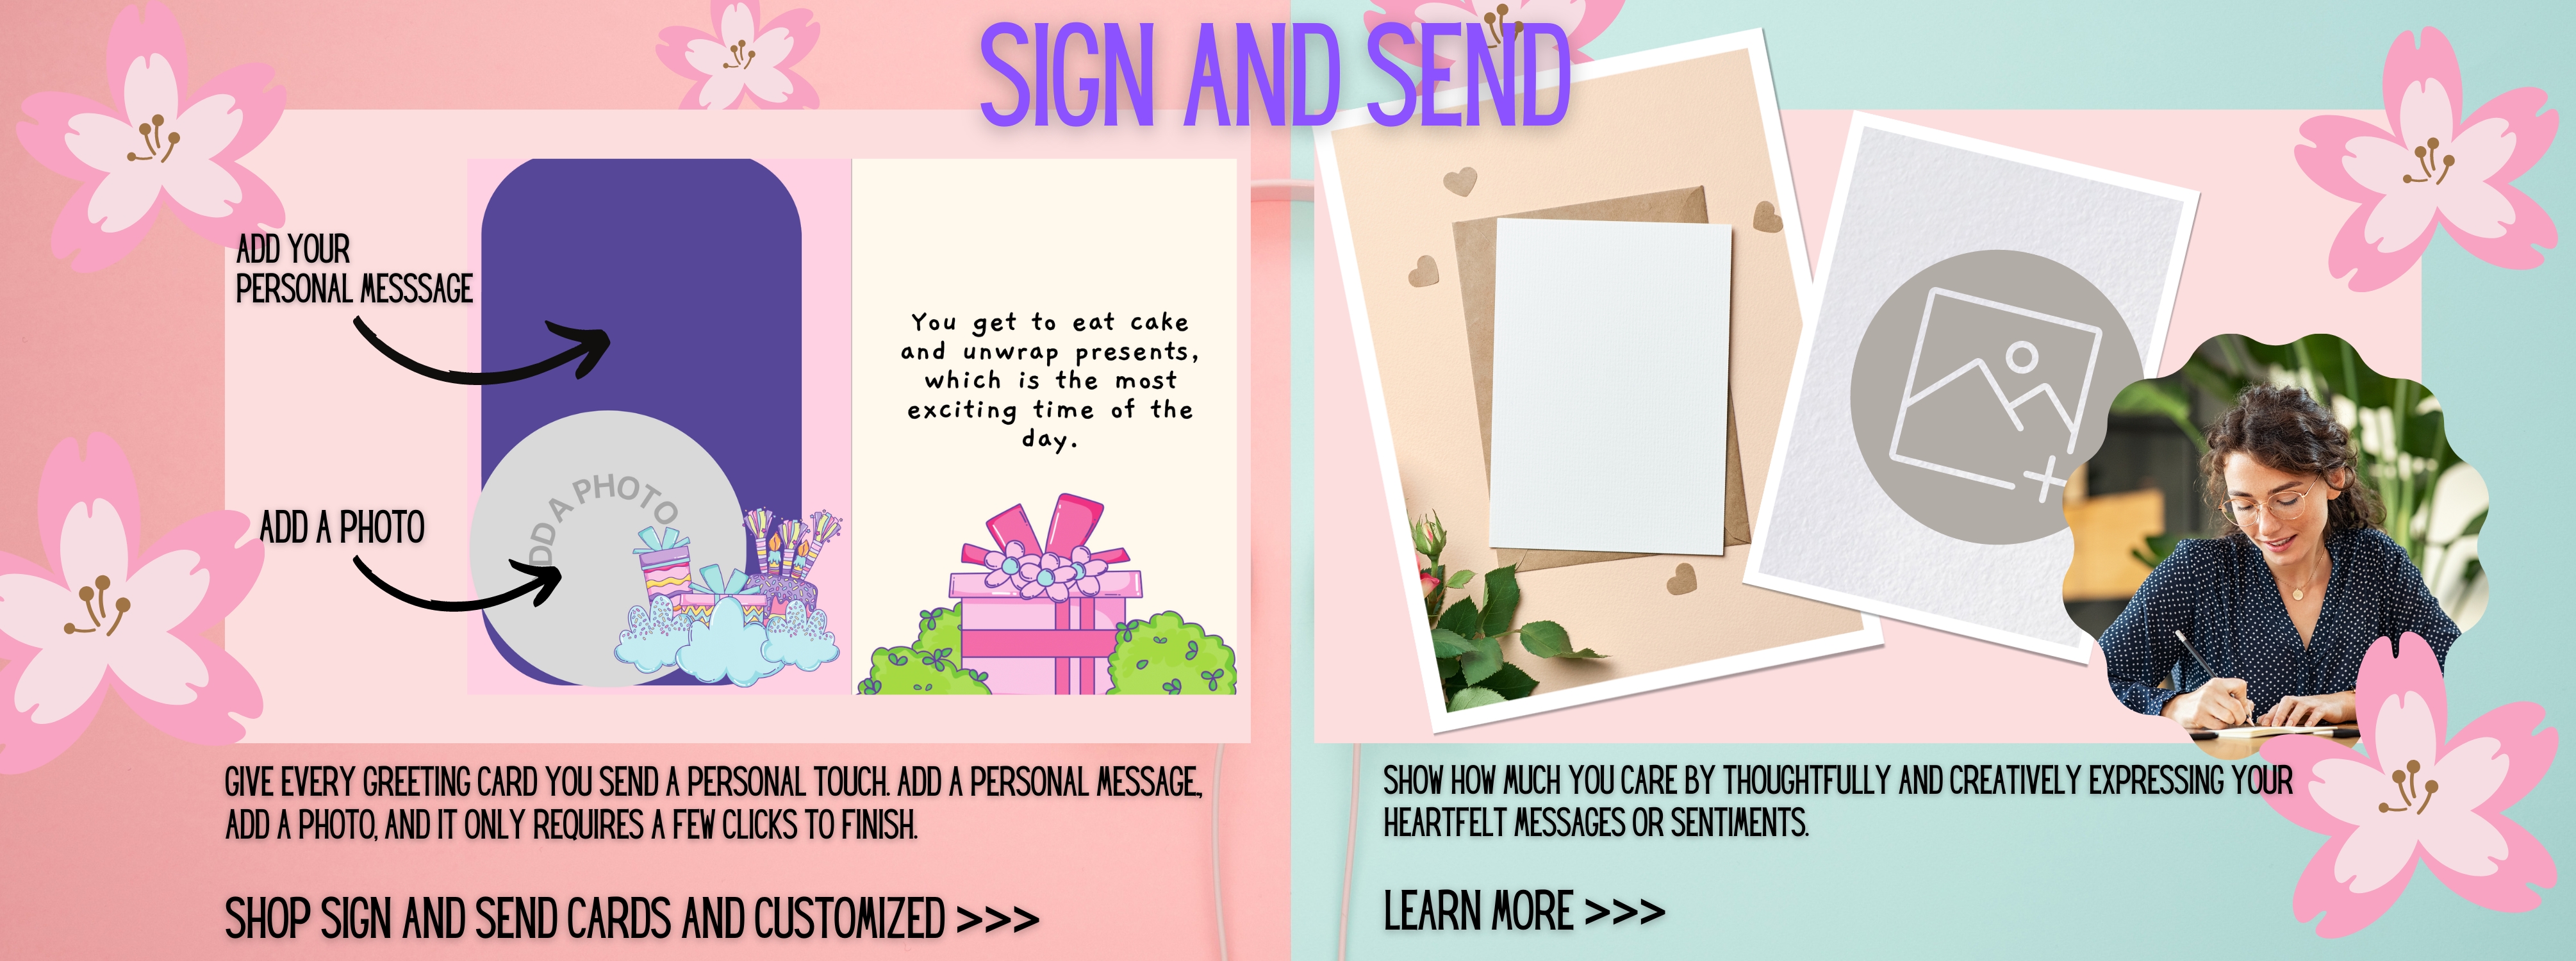 SIGN AND SEND
ADD YOUR
PERSONAL MESSSAGE
ADD A PHOTO
DD A PHOTO
You get to eat cake
and unwrap presents,
which is the most
exciting time of the
day.
GIVE EVERY GREETING CARD YOU SEND A PERSONAL TOUCH. ADD A PERSONAL MESSAGE,
ADD A PHOTO, AND IT ONLY REQUIRES A FEW CLICKS TO FINISH.
SHOP SIGN AND SEND CARDS AND CUSTOMIZED >>>
SHOW HOW MUCH YOU CARE BY THOUGHTFULLY AND CREATIVELY EXPRESSING YOUR
HEARTFELT MESSAGES OR SENTIMENTS.
LEARN MORE >>>